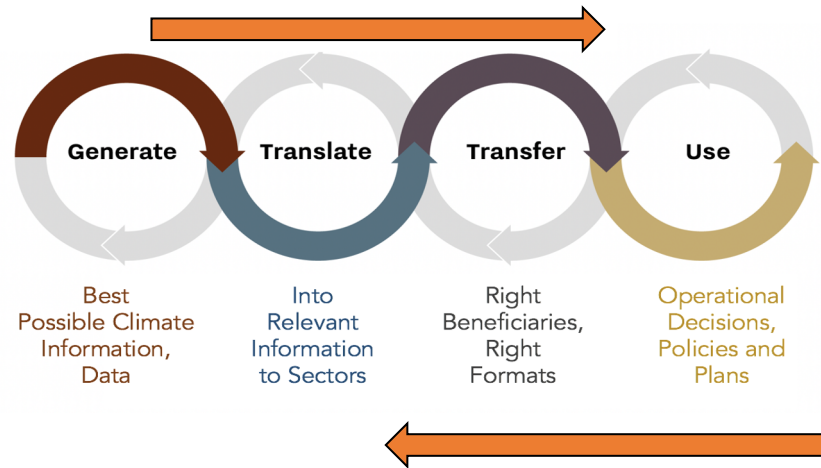 Generate
Translate
Transfer
Use
Best
Possible Climate
Information,
Data
Into
Relevant
Information
to Sectors
Right
Beneficiaries,
Right
Formats
Operational
Decisions,
Policies and
Plans